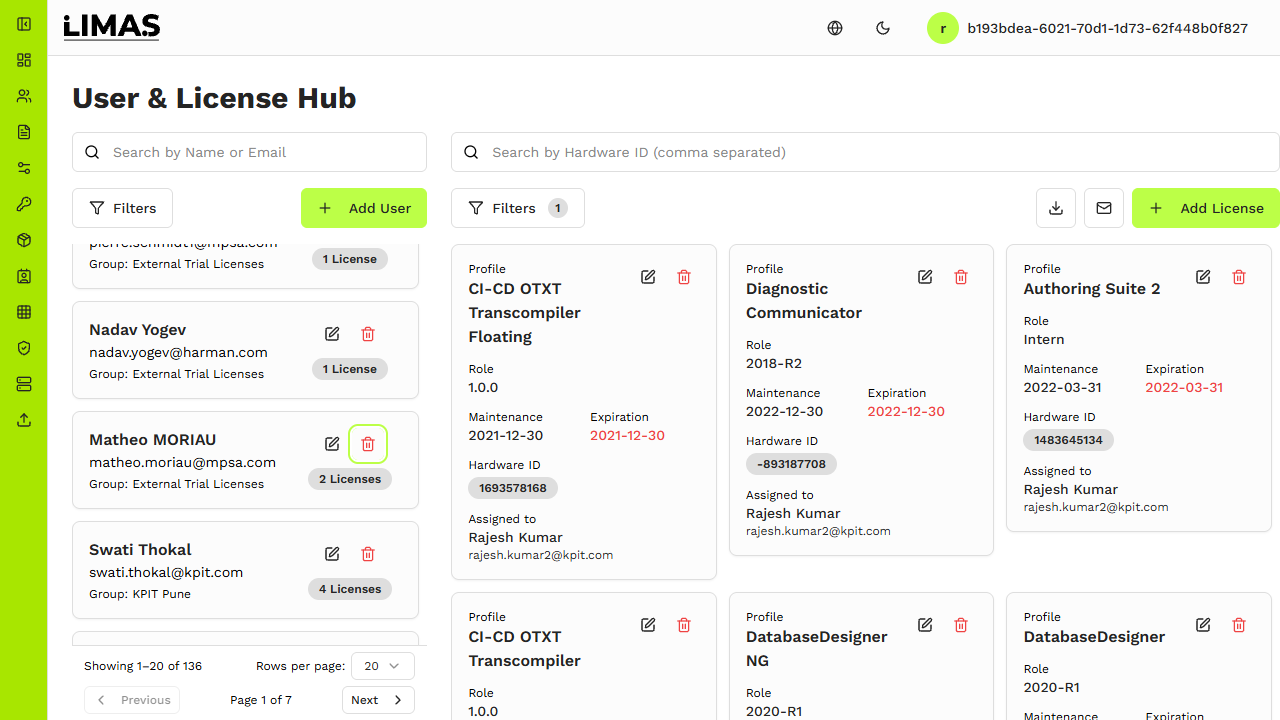 LIMAS
r
b193bdea-6021-70d1-1d73-62f448b0f827
User & License Hub
Search by Name or Email
Search by Hardware ID (comma separated)
Filters
Add User
Filters 1
Add License
pierre.schmidt1@mpsa.com
1 License
Group: External Trial Licenses
Nadav Yogev
nadav.yogev@harman.com
1 License
Group: External Trial Licenses
Matheo MORIAU
matheo.moriau@mpsa.com
2 Licenses
Group: External Trial Licenses
Swati Thokal
swati.thokal@kpit.com
4 Licenses
Group: KPIT Pune
Showing 1–20 of 136
Rows per page: 20
Previous
Page 1 of 7
Next
Profile
CI-CD OTXT
Transcompiler
Floating
Role
1.0.0
Maintenance
2021-12-30
Expiration
2021-12-30
Hardware ID
1693578168
Assigned to
Rajesh Kumar
rajesh.kumar2@kpit.com
Profile
Diagnostic
Communicator
Role
2018-R2
Maintenance
2022-12-30
Expiration
2022-12-30
Hardware ID
-893187708
Assigned to
Rajesh Kumar
rajesh.kumar2@kpit.com
Profile
Authoring Suite 2
Role
Intern
Maintenance
2022-03-31
Expiration
2022-03-31
Hardware ID
1483645134
Assigned to
Rajesh Kumar
rajesh.kumar2@kpit.com
Profile
CI-CD OTXT
Transcompiler
Role
1.0.0
Profile
DatabaseDesigner
NG
Role
2020-R1
Profile
DatabaseDesigner
Role
2020-R1
Maintenance
Expiration